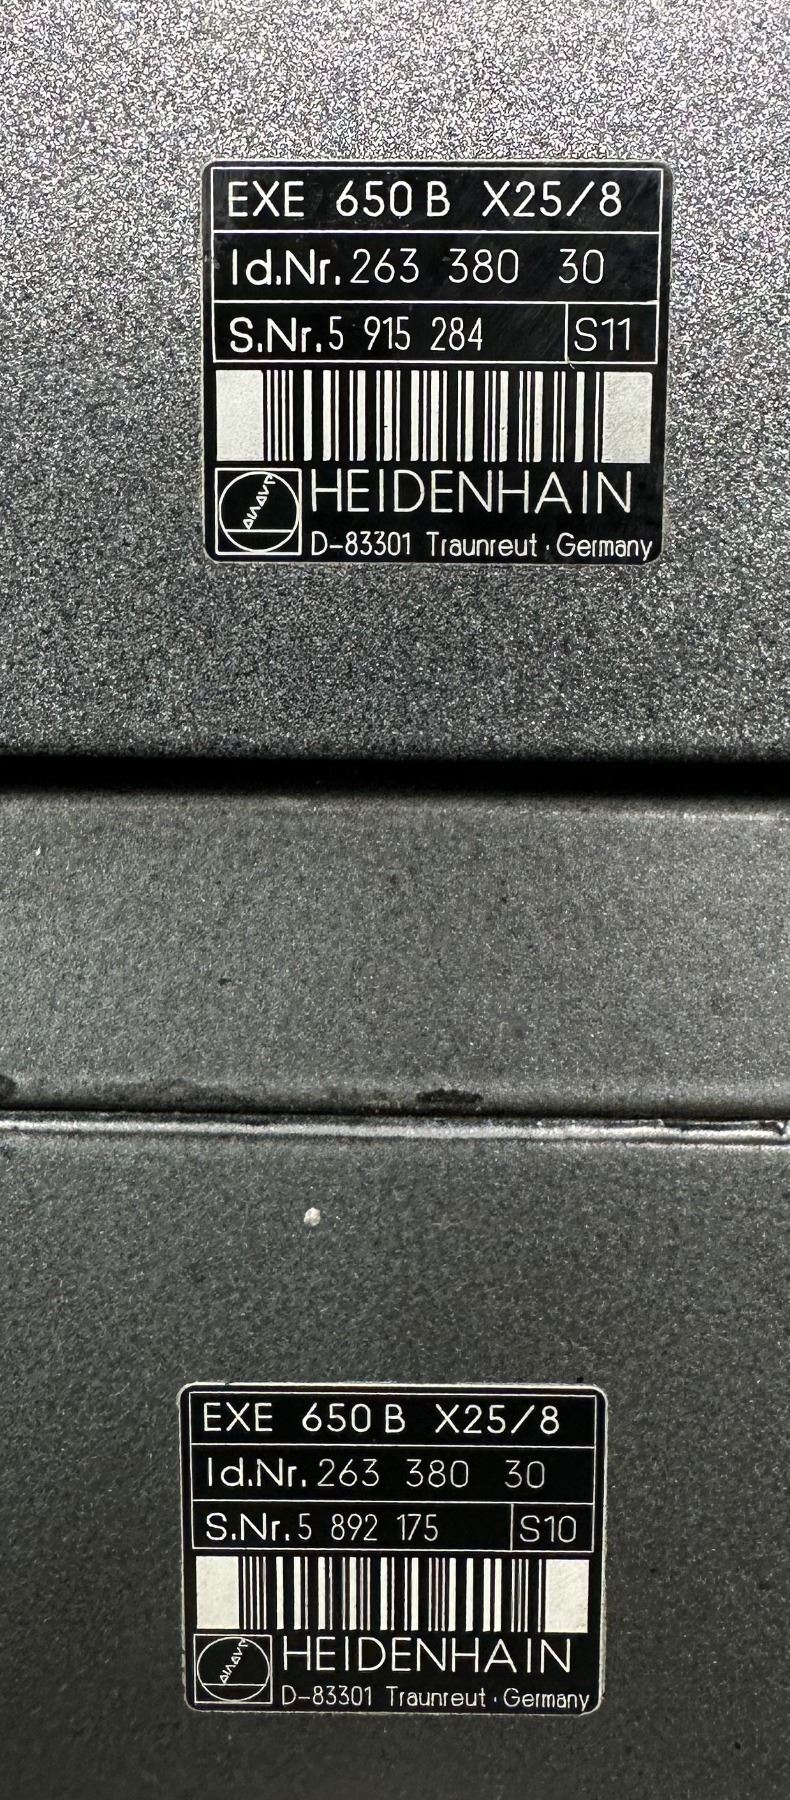 EXE 650 B X25/8
Id.Nr. 263 380 30
S.Nr. 5 915 284 S11
HEIDENHAIN
D-83301 Traunreut · Germany
EXE 650 B X25/8
Id.Nr. 263 380 30
S.Nr. 5 892 175 S10
HEIDENHAIN
D-83301 Traunreut · Germany